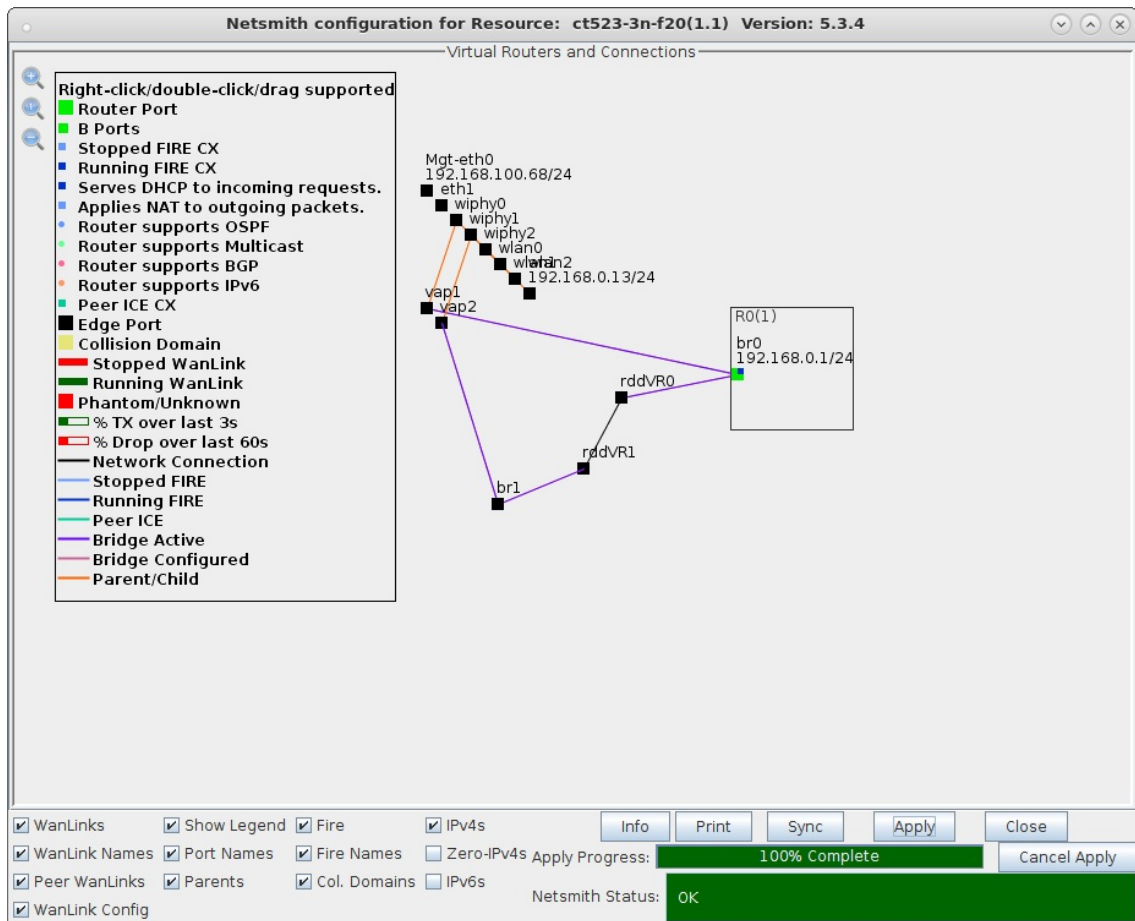 Netsmith configuration for Resource: ct523-3n-f20(1.1) Version: 5.3.4
Virtual Routers and Connections
Right-click/double-click/drag supported
Router Port
B Ports
Stopped FIRE CX
Running FIRE CX
Serves DHCP to incoming requests.
Applies NAT to outgoing packets.
Router supports OSPF
Router supports Multicast
Router supports BGP
Router supports IPv6
Peer ICE CX
Edge Port
Collision Domain
Stopped WanLink
Running WanLink
Phantom/Unknown
% TX over last 3s
% Drop over last 60s
Network Connection
Stopped FIRE
Running FIRE
Peer ICE
Bridge Active
Bridge Configured
Parent/Child
Mgt-eth0
192.168.100.68/24
eth1
wiphy0
wiphy1
wiphy2
wlan0
wlan2
192.168.0.13/24
vap1
vap2
R0(1)
br0
192.168.0.1/24
rddVR0
rddVR1
br1
WanLinks Show Legend Fire IPv4s Info Print Sync Apply Close
WanLink Names Port Names Fire Names Zero-IPv4s Apply Progress: 100% Complete Cancel Apply
Peer WanLinks Parents Col. Domains IPv6s
Netsmith Status: OK
WanLink Config